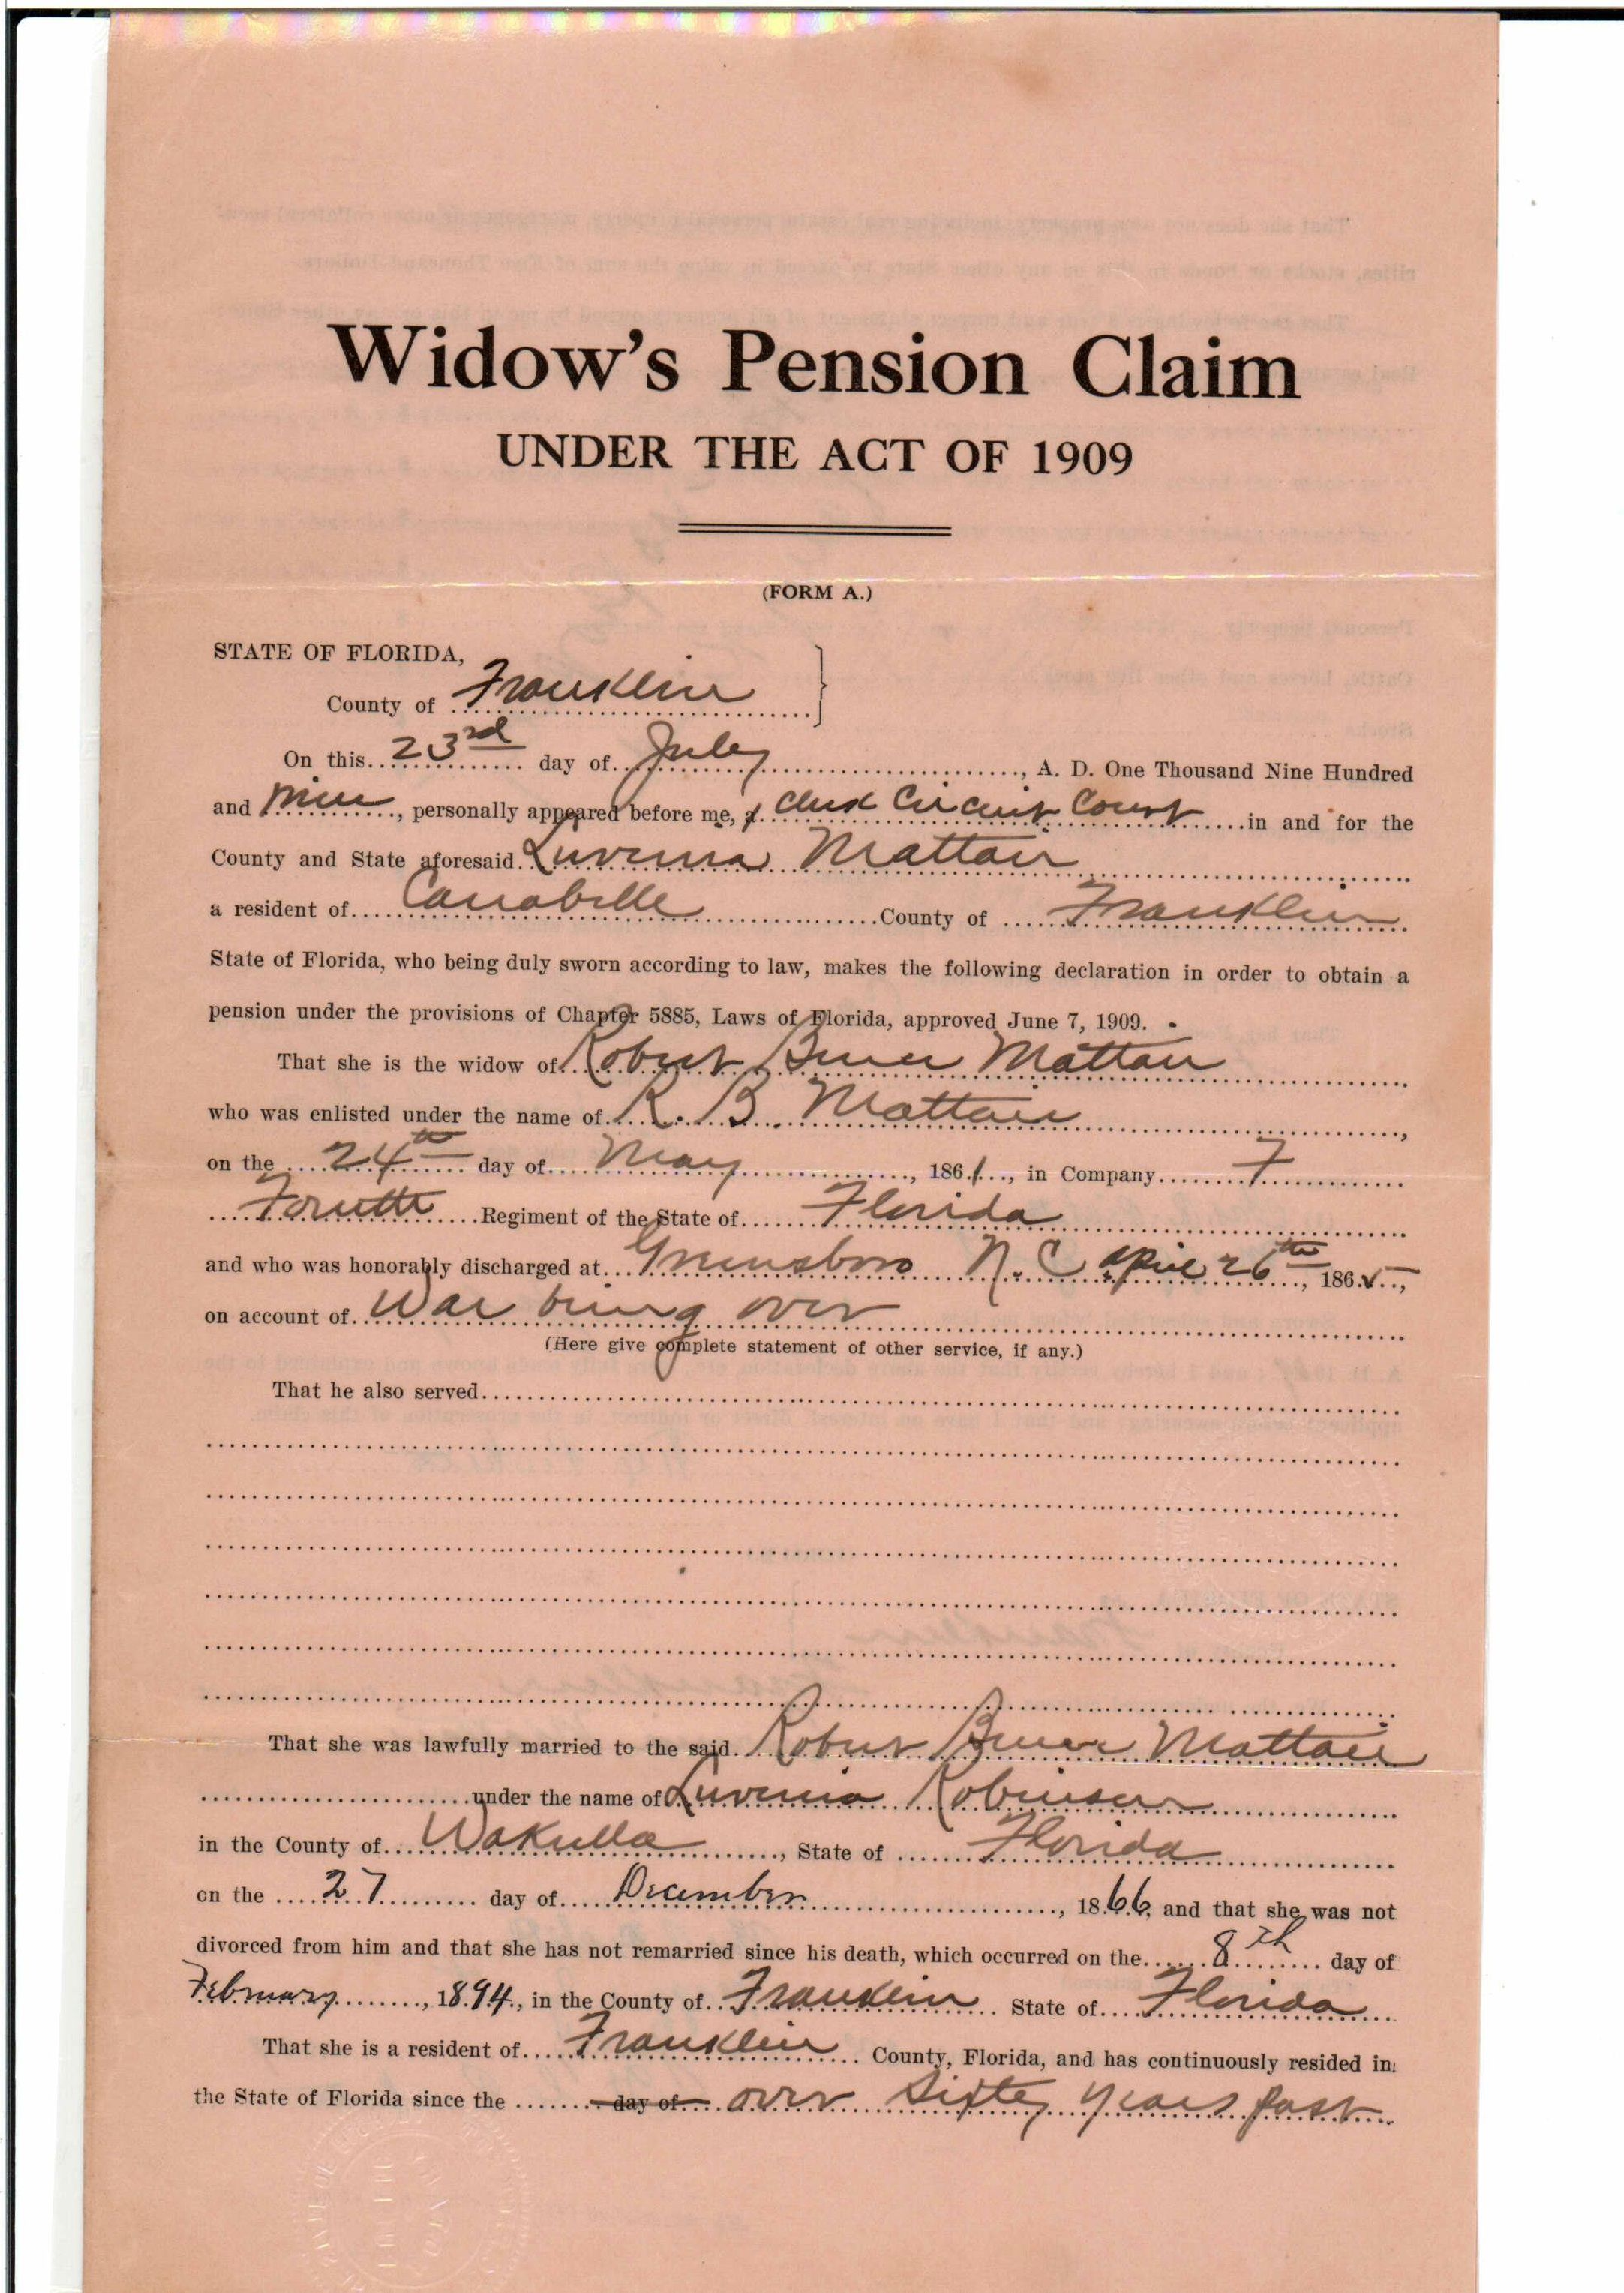 Widow's Pension Claim
UNDER THE ACT OF 1909
(FORM A.)
STATE OF FLORIDA,
County of Franklin
On this 23rd day of July, A. D. One Thousand Nine Hundred
and nine, personally appeared before me, a Clerk Circuit Court in and for the
County and State aforesaid Luvenia Mattair
a resident of Carrabelle County of Franklin
State of Florida, who being duly sworn according to law, makes the following declaration in order to obtain a
pension under the provisions of Chapter 5885, Laws of Florida, approved June 7, 1909.
That she is the widow of Robert Mattair
who was enlisted under the name of R. B. Mattair,
on the 24th day of May, 1861, in Company F
Fourth Regiment of the State of Florida
and who was honorably discharged at Greensboro N. C April 26th, 1865,
on account of War being over
(Here give complete statement of other service, if any.)
That he also served
That she was lawfully married to the said Robert Mattair
under the name of Luvenia Robinson
in the County of Wakulla, State of Florida
on the 27 day of December, 1866, and that she was not
divorced from him and that she has not remarried since his death, which occurred on the 8th day of
February, 1894, in the County of Franklin State of Florida
That she is a resident of Franklin County, Florida, and has continuously resided in
the State of Florida since the day of over Sixty years past